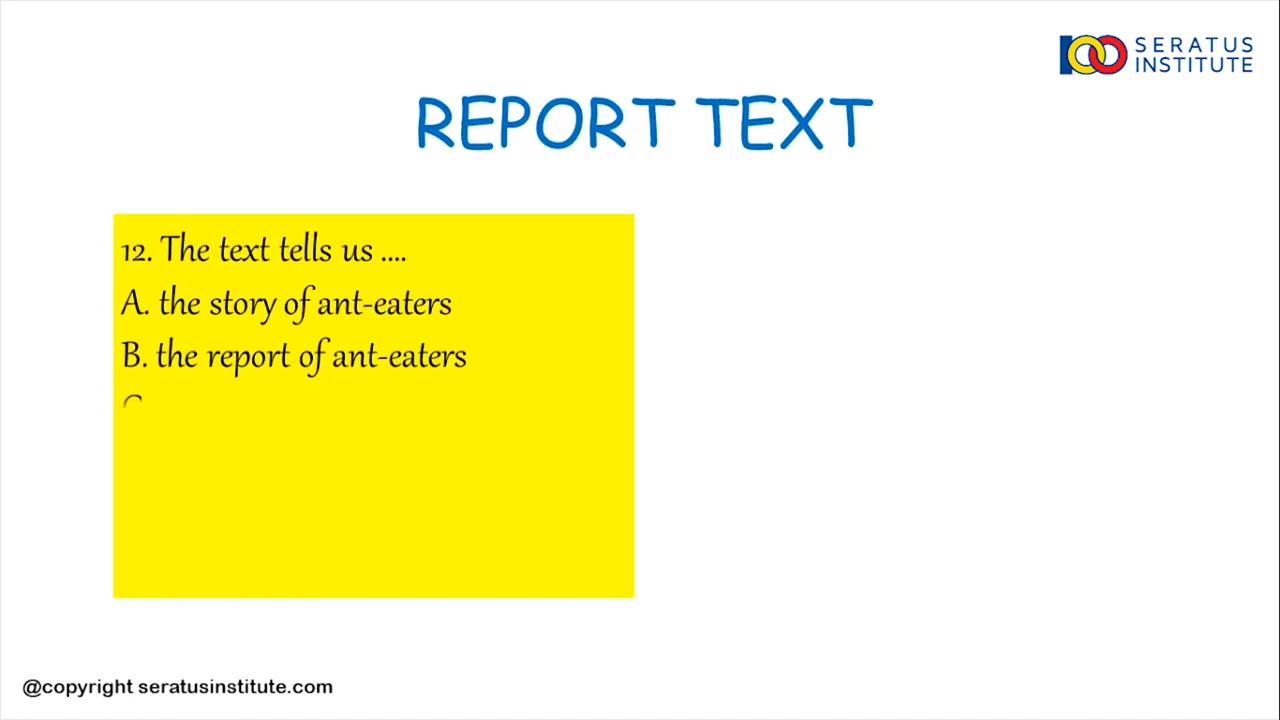 SERATUS
INSTITUTE
REPORT TEXT
12. The text tells us ....
A. the story of ant-eaters
B. the report of ant-eaters
@copyright seratusinstitute.com